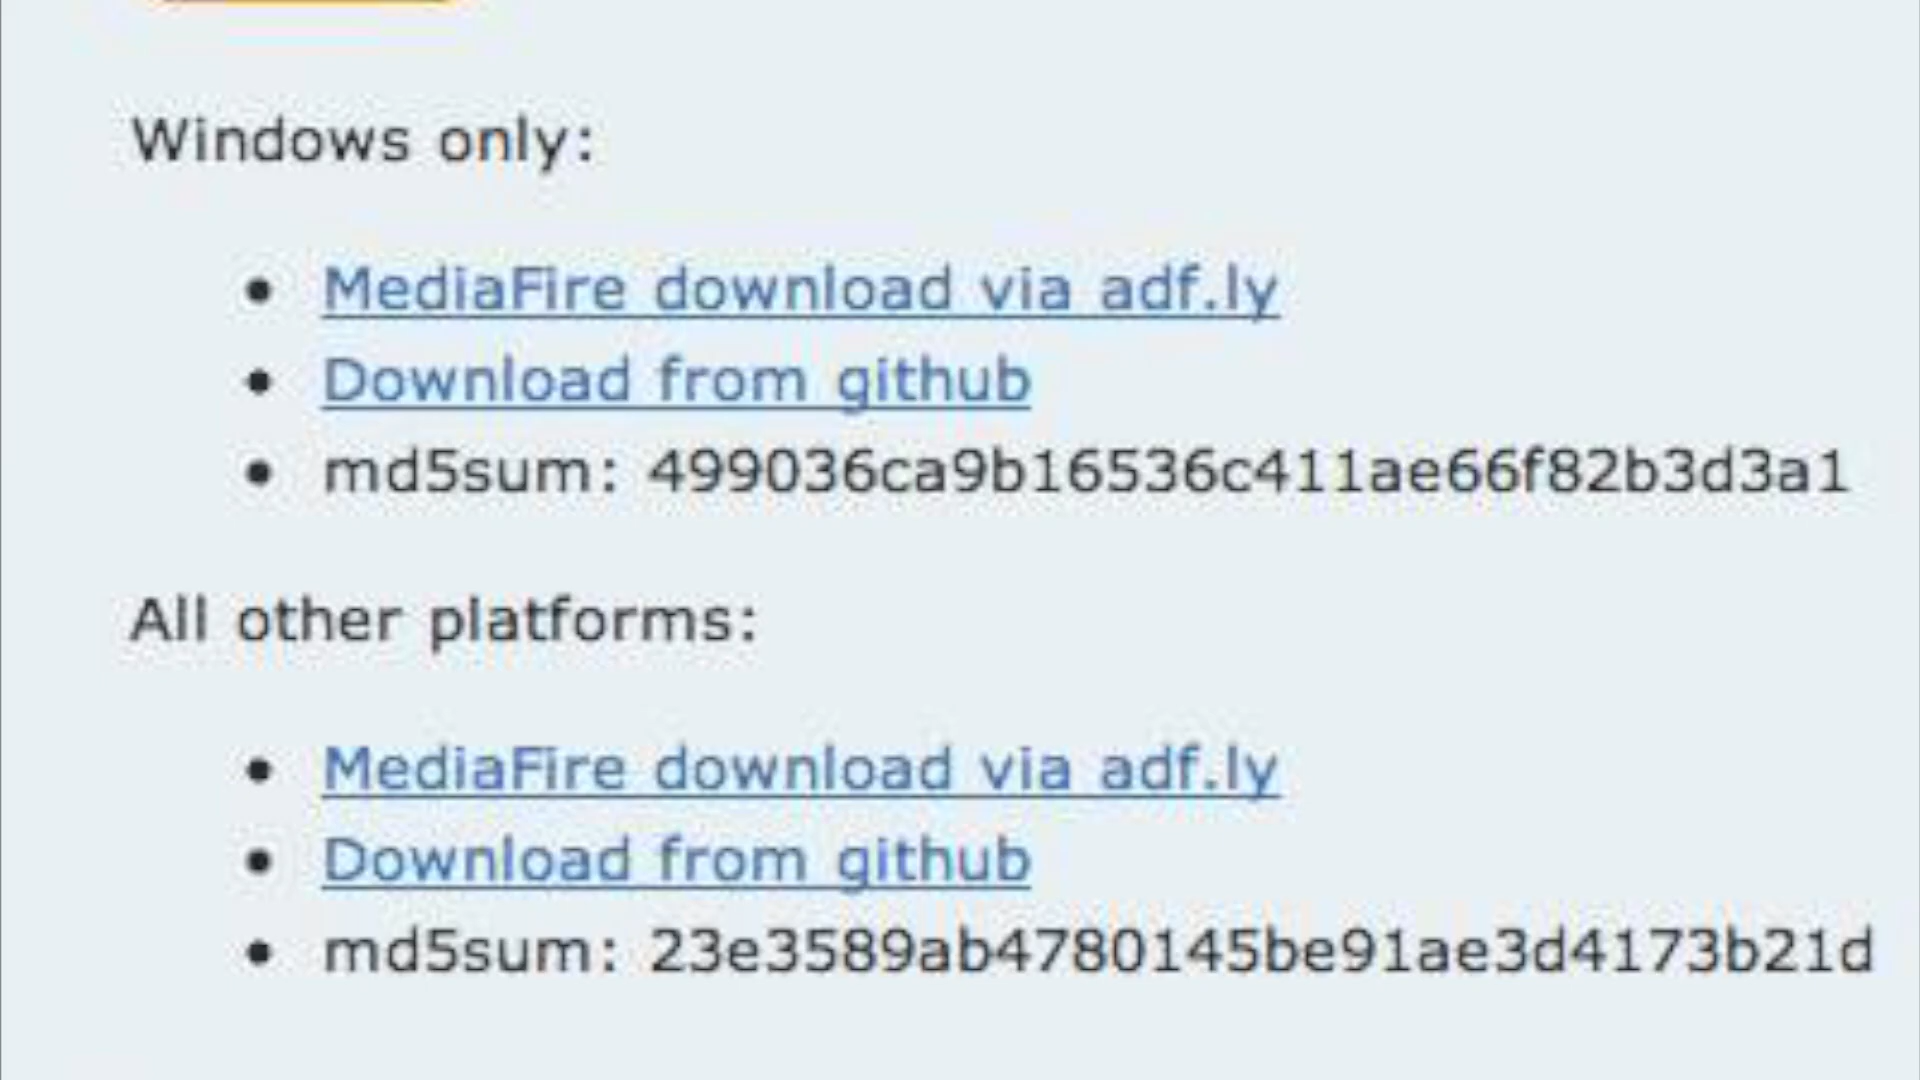 Windows only:
MediaFire download via adf.ly
Download from github
md5sum: 499036ca9b16536c411ae66f82b3d3a1
All other platforms:
MediaFire download via adf.ly
Download from github
md5sum: 23e3589ab4780145be91ae3d4173b21d